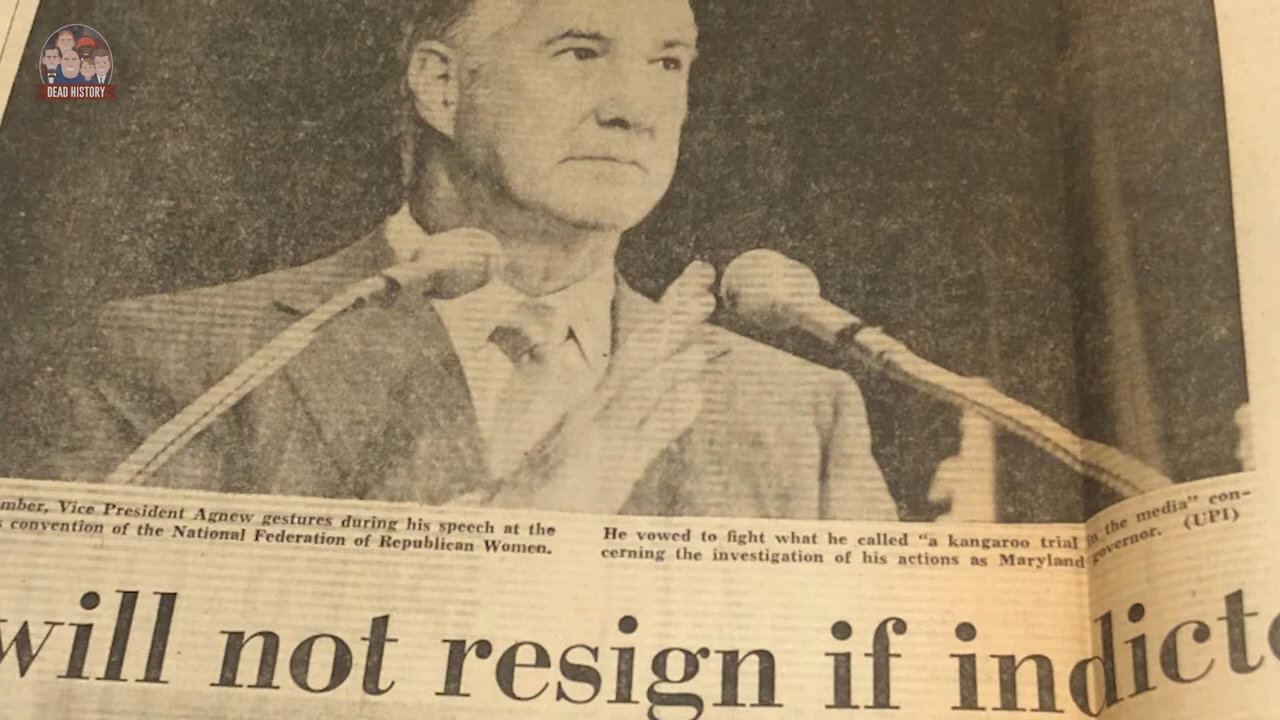 DEAD HISTORY
mber, Vice President Agnew gestures during his speech at the
s convention of the National Federation of Republican Women.
He vowed to fight what he called “a kangaroo trial in the media” con-
cerning the investigation of his actions as Maryland governor. (UPI)
will not resign if indicte